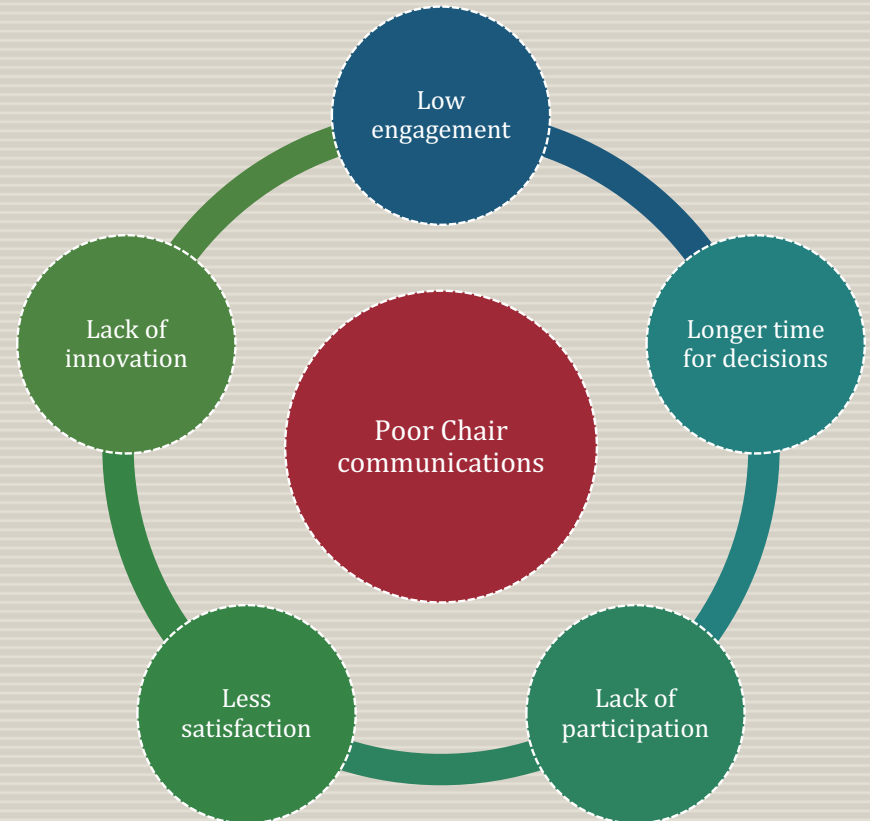 Low
engagement
Lack of
innovation
Longer time
for decisions
Poor Chair
communications
Less
satisfaction
Lack of
participation